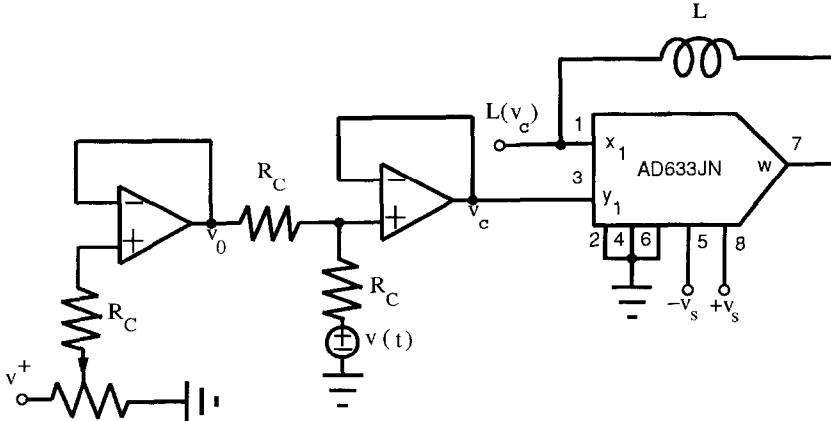 L
L(v_c)
1
x_1
AD633JN
w
7
3
y_1
R_C
−
+
v_0
R_C
−
+
v_c
2 4 6 5 8
−v_s +v_s
R_C
v(t)
+
−
R_C
v^+